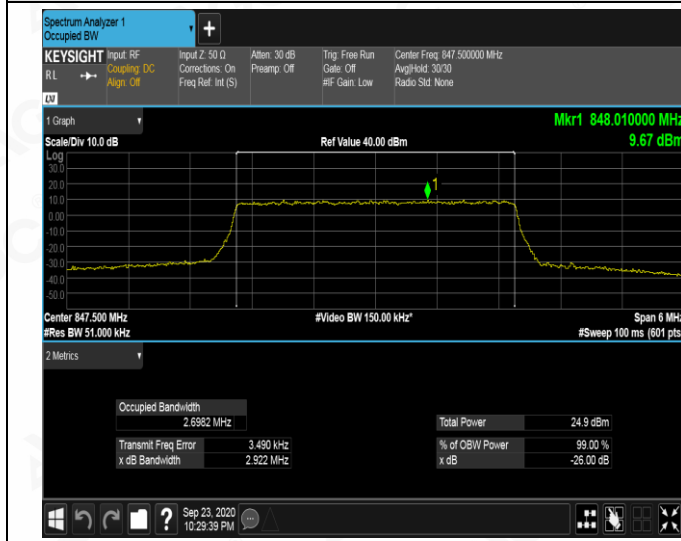 Spectrum Analyzer 1
Occupied BW
+
KEYSIGHT
RL
Input: RF
Coupling: DC
Align: Off
Input Z: 50 Ω
Corrections: On
Freq Ref: Int (S)
Atten: 30 dB
Preamp: Off
Trig: Free Run
Gate: Off
#IF Gain: Low
Center Freq: 847.500000 MHz
Avg|Hold: 30/30
Radio Std: None
LXI
1 Graph
Mkr1 848.010000 MHz
Scale/Div 10.0 dB
Ref Value 40.00 dBm
9.67 dBm
Log
30.0
20.0
10.0
0.00
-10.0
-20.0
-30.0
-40.0
-50.0
1
Center 847.500 MHz
#Video BW 150.00 kHz*
Span 6 MHz
#Res BW 51.000 kHz
#Sweep 100 ms (601 pts)
2 Metrics
Occupied Bandwidth
2.6982 MHz
Total Power 24.9 dBm
Transmit Freq Error 3.490 kHz
% of OBW Power 99.00 %
x dB Bandwidth 2.922 MHz
x dB -26.00 dB
?
Sep 23, 2020
10:29:39 PM